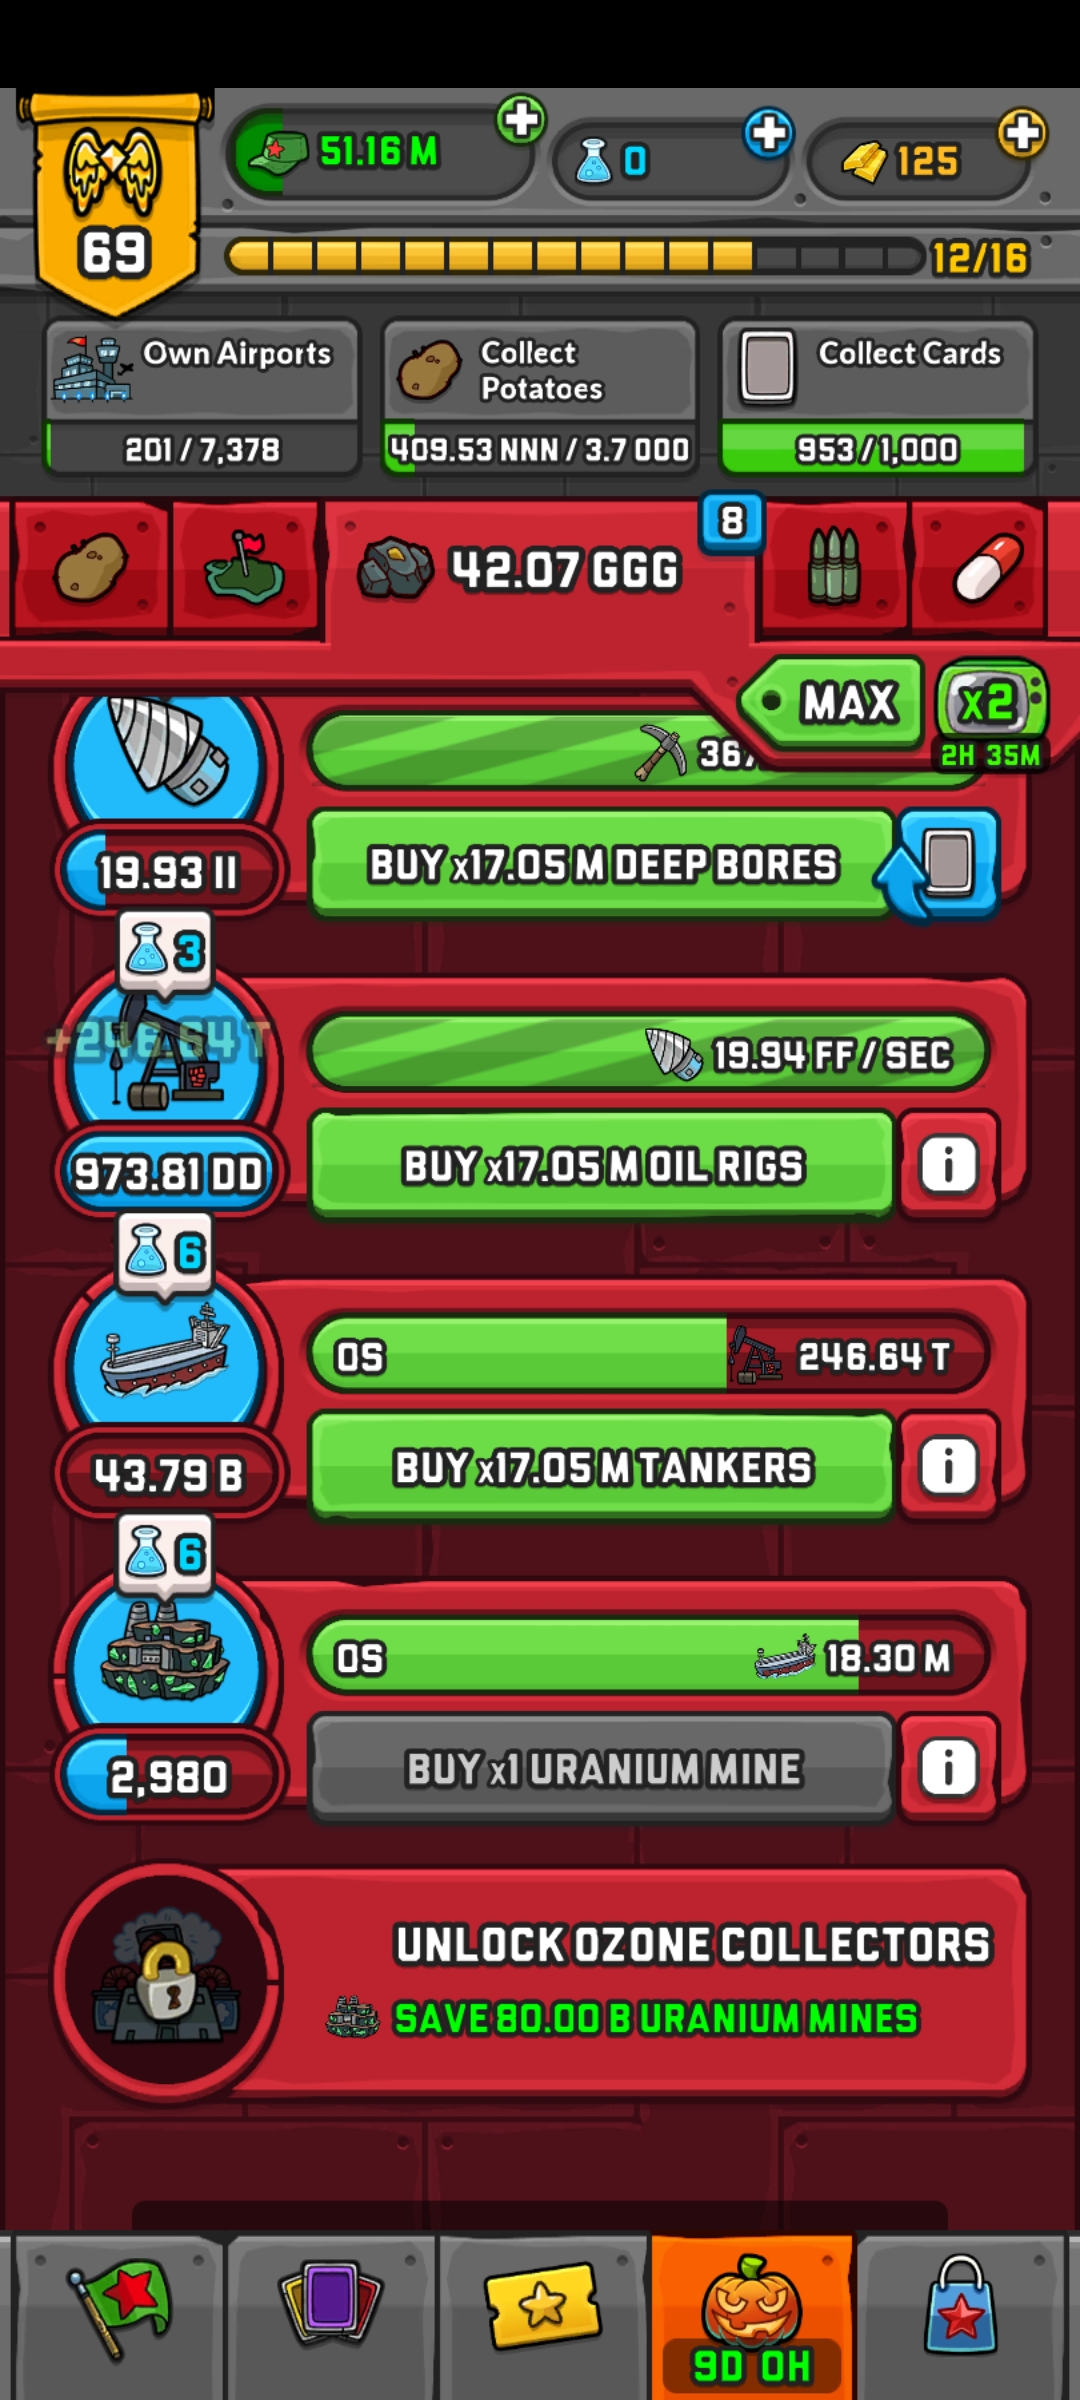 69
51.16 M
0
125
12/16
Own Airports
201 / 7,378
Collect
Potatoes
409.53 NNN / 3.7 OOO
Collect Cards
953 / 1,000
42.07 GGG
8
MAX
x2
2H 35M
19.93 II
BUY x17.05 M DEEP BORES
3
+246.64 T
19.94 FF / SEC
973.81 DD
BUY x17.05 M OIL RIGS
6
0S
246.64 T
43.79 B
BUY x17.05 M TANKERS
6
0S
18.30 M
2,980
BUY x1 URANIUM MINE
UNLOCK OZONE COLLECTORS
SAVE 80.00 B URANIUM MINES
9D 0H